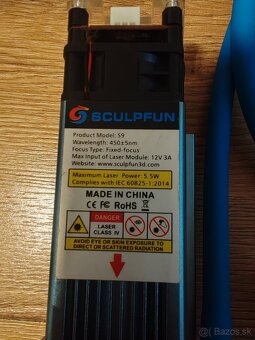 SCULPFUN
Product Model: S9
Wavelength: 450±5nm
Focus Type: Fixed-focus
Max Input of Laser Module: 12V 3A
Website: www.sculpfun3d.com
Maximum Laser Power: 5.5W
Complies with IEC 60825-1:2014
MADE IN CHINA
CE FC RoHS
DANGER
LASER
CLASS IV
AVOID EYE OR SKIN EXPOSURE TO
DIRECT OR SCATTERED RADIATION
bazos.sk